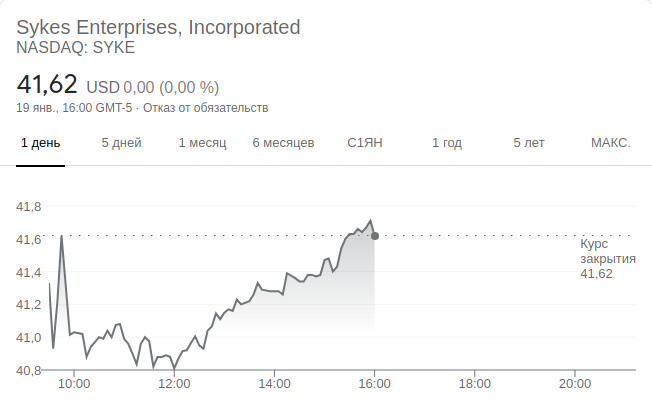 Sykes Enterprises, Incorporated
NASDAQ: SYKE
41,62 USD 0,00 (0,00 %)
19 янв., 16:00 GMT-5 · Отказ от обязательств
1 день 5 дней 1 месяц 6 месяцев С1ЯН 1 год 5 лет МАКС.
41,8
41,6
Курс
закрытия
41,62
41,4
41,2
41,0
40,8
10:00 12:00 14:00 16:00 18:00 20:00